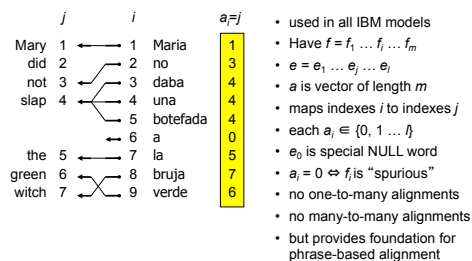 j i aᵢ=j
Mary 1 1 Maria 1
did 2 2 no 3
not 3 3 daba 4
slap 4 4 una 4
5 botefada 4
6 a 0
the 5 7 la 5
green 6 8 bruja 7
witch 7 9 verde 6
• used in all IBM models
• Have f = f₁ … fᵢ … fₘ
• e = e₁ … eⱼ … eₗ
• a is vector of length m
• maps indexes i to indexes j
• each aᵢ ∈ {0, 1 … l}
• e₀ is special NULL word
• aᵢ = 0 ⇔ fᵢ is “spurious”
• no one-to-many alignments
• no many-to-many alignments
• but provides foundation for
phrase-based alignment